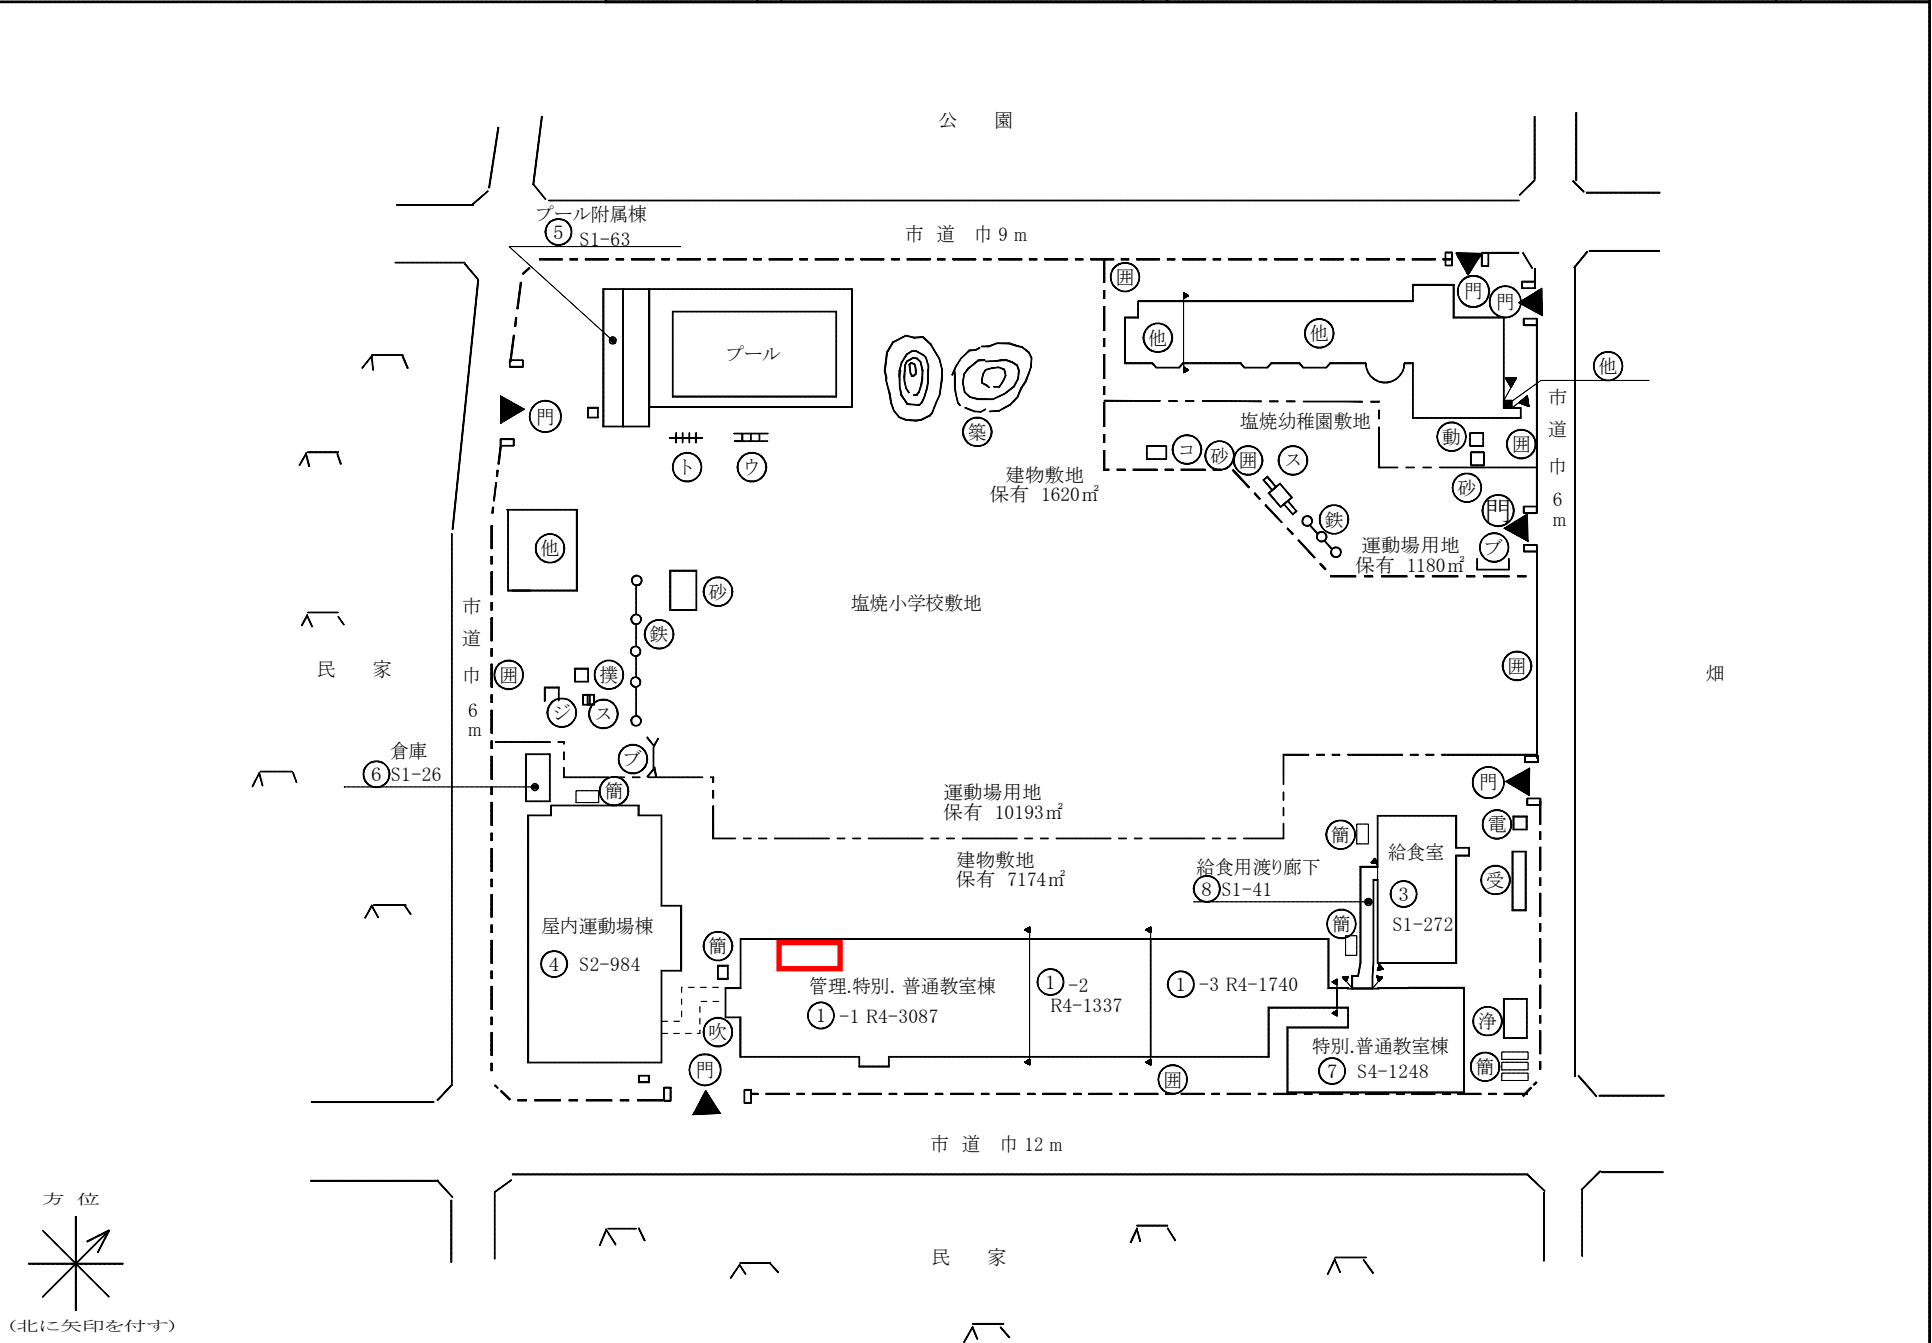 公　園
プール附属棟
⑤ S1-63
市 道　巾 9 m
囲
門
門
他
他
他
プール
門
築
ト
ウ
塩焼幼稚園敷地
動
囲
コ
砂
囲
ス
砂
門
鉄
ブ
建物敷地
保有 1620㎡
運動場用地
保有 1180㎡
市
道
巾
6
m
他
砂
鉄
塩焼小学校敷地
市
道
巾
6
m
民　家
囲
撲
ジ
ス
囲
畑
倉庫
⑥ S1-26
ブ
簡
運動場用地
保有 10193㎡
門
電
簡
給食室
受
建物敷地
保有 7174㎡
給食用渡り廊下
⑧ S1-41
③
S1-272
簡
屋内運動場棟
④ S2-984
簡
管理.特別. 普通教室棟
①-1 R4-3087
①-2
R4-1337
①-3 R4-1740
吹
浄
特別.普通教室棟
⑦ S4-1248
簡
門
囲
市 道　巾 12 m
方 位
(北に矢印を付す)
民　家